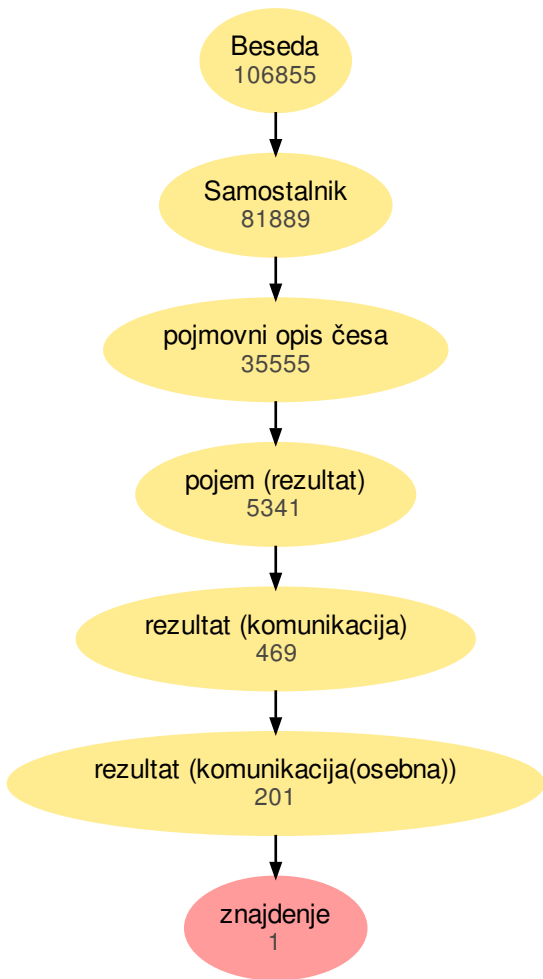 Beseda
106855
Samostalnik
81889
pojmovni opis česa
35555
pojem (rezultat)
5341
rezultat (komunikacija)
469
rezultat (komunikacija(osebna))
201
znajdenje
1